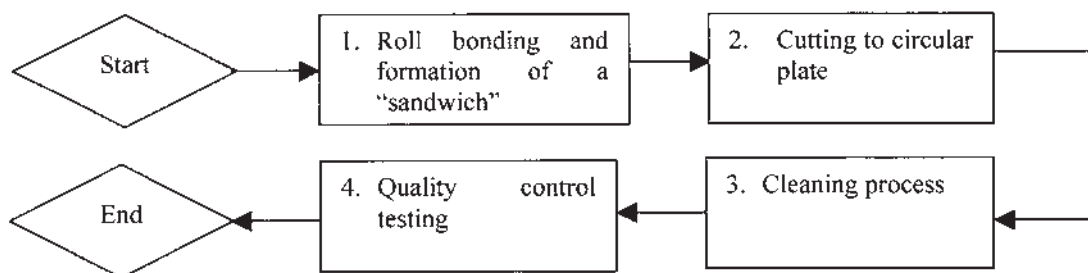 Start
1. Roll bonding and
formation of a
“sandwich”
2. Cutting to circular
plate
3. Cleaning process
4. Quality control
testing
End